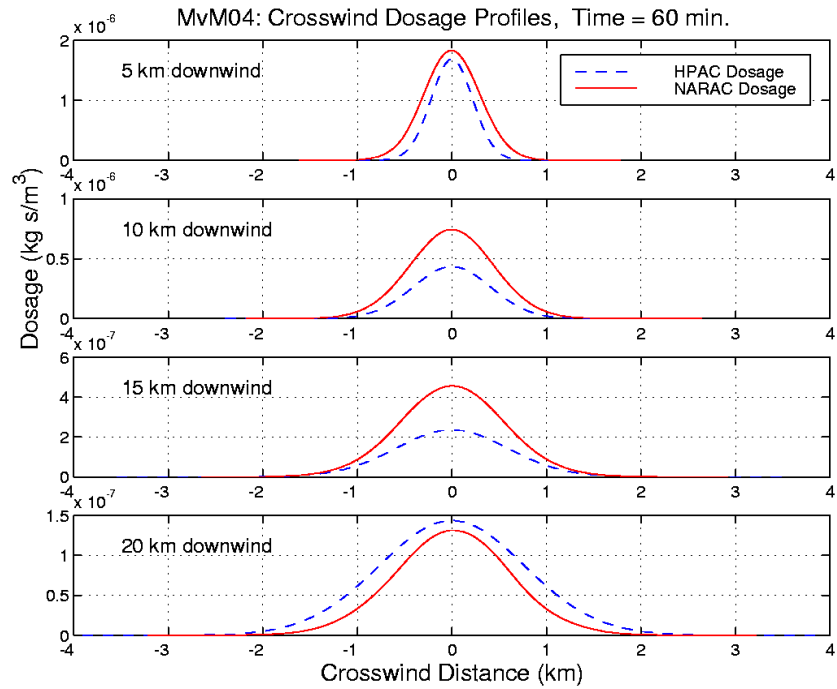 MvM04: Crosswind Dosage Profiles, Time = 60 min.
x 10^-6
2
1
0
5 km downwind
HPAC Dosage
NARAC Dosage
-4 -3 -2 -1 0 1 2 3 4
x 10^-6
1
0.5
0
10 km downwind
-4 -3 -2 -1 0 1 2 3 4
Dosage (kg s/m^3)
x 10^-7
6
4
2
0
15 km downwind
-4 -3 -2 -1 0 1 2 3 4
x 10^-7
1.5
1
0.5
0
20 km downwind
-4 -3 -2 -1 0 1 2 3 4
Crosswind Distance (km)